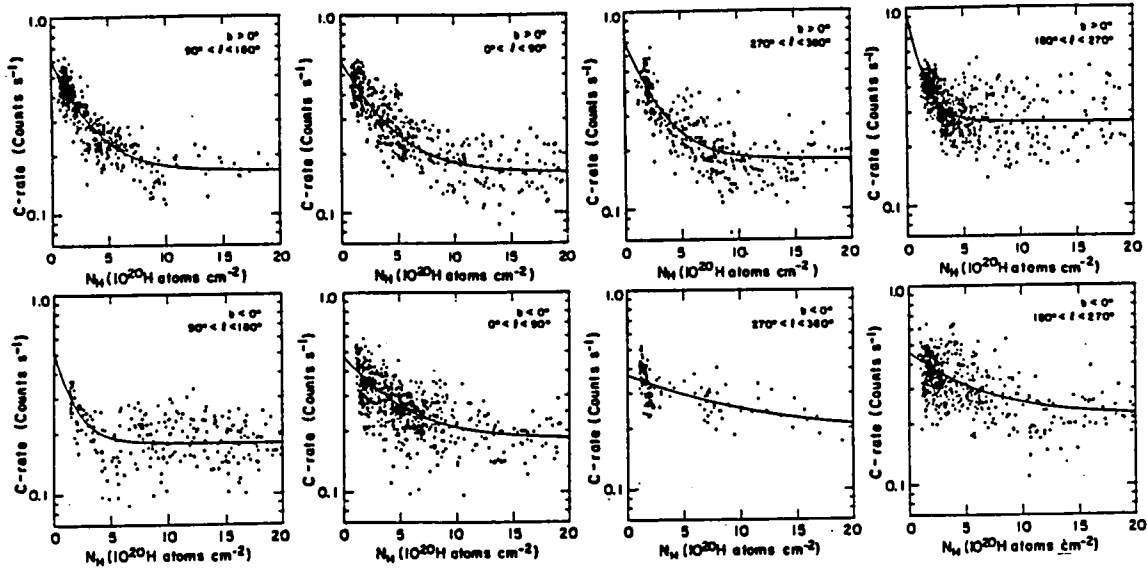 C-rate (Counts s⁻¹)
1.0
0.1
b > 0°
90° < ℓ < 180°
0 5 10 15 20
N_H (10²⁰ H atoms cm⁻²)
C-rate (Counts s⁻¹)
1.0
0.1
b > 0°
0° < ℓ < 90°
0 5 10 15 20
N_H (10²⁰ H atoms cm⁻²)
C-rate (Counts s⁻¹)
1.0
0.1
b > 0°
270° < ℓ < 360°
0 5 10 15 20
N_H (10²⁰ H atoms cm⁻²)
C-rate (Counts s⁻¹)
1.0
0.1
b > 0°
180° < ℓ < 270°
0 5 10 15 20
N_H (10²⁰ H atoms cm⁻²)
C-rate (Counts s⁻¹)
1.0
0.1
b < 0°
90° < ℓ < 180°
0 5 10 15 20
N_H (10²⁰ H atoms cm⁻²)
C-rate (Counts s⁻¹)
1.0
0.1
b < 0°
0° < ℓ < 90°
0 5 10 15 20
N_H (10²⁰ H atoms cm⁻²)
C-rate (Counts s⁻¹)
1.0
0.1
b < 0°
270° < ℓ < 360°
0 5 10 15 20
N_H (10²⁰ H atoms cm⁻²)
C-rate (Counts s⁻¹)
1.0
0.1
b < 0°
180° < ℓ < 270°
0 5 10 15 20
N_H (10²⁰ H atoms cm⁻²)